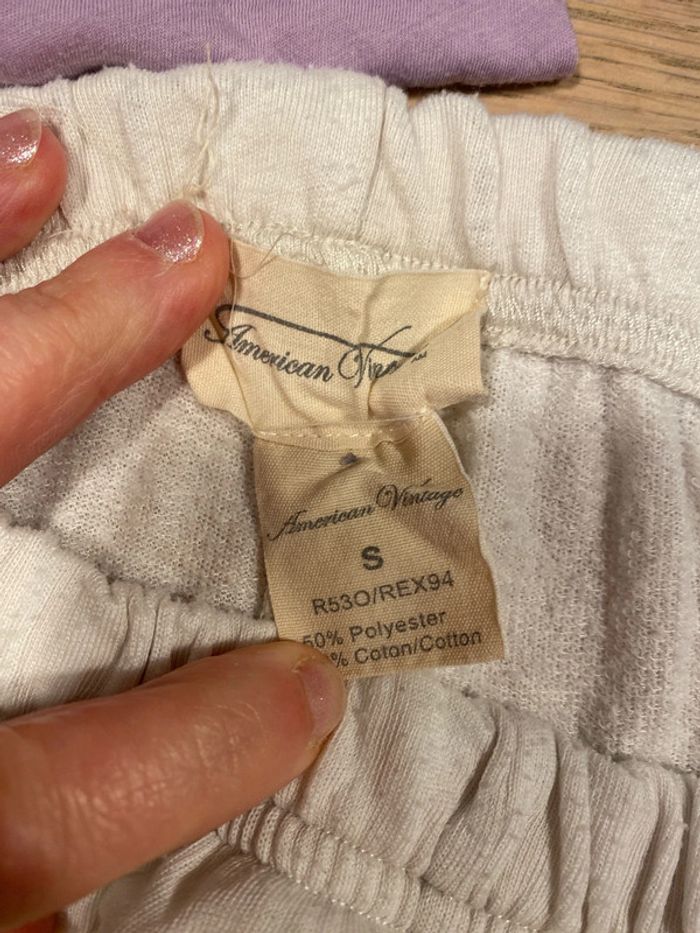 American
American Vintage
S
R53O/REX94
50% Polyester
% Coton/Cotton